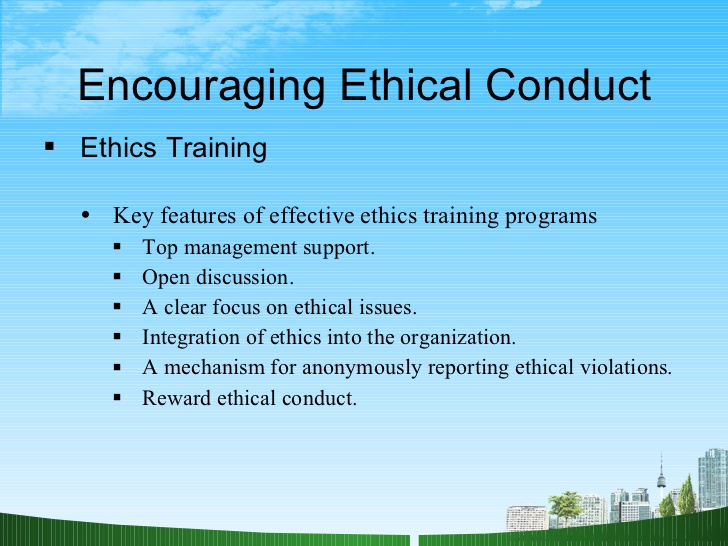 Encouraging Ethical Conduct
▪ Ethics Training
• Key features of effective ethics training programs
▪ Top management support.
▪ Open discussion.
▪ A clear focus on ethical issues.
▪ Integration of ethics into the organization.
▪ A mechanism for anonymously reporting ethical violations.
▪ Reward ethical conduct.